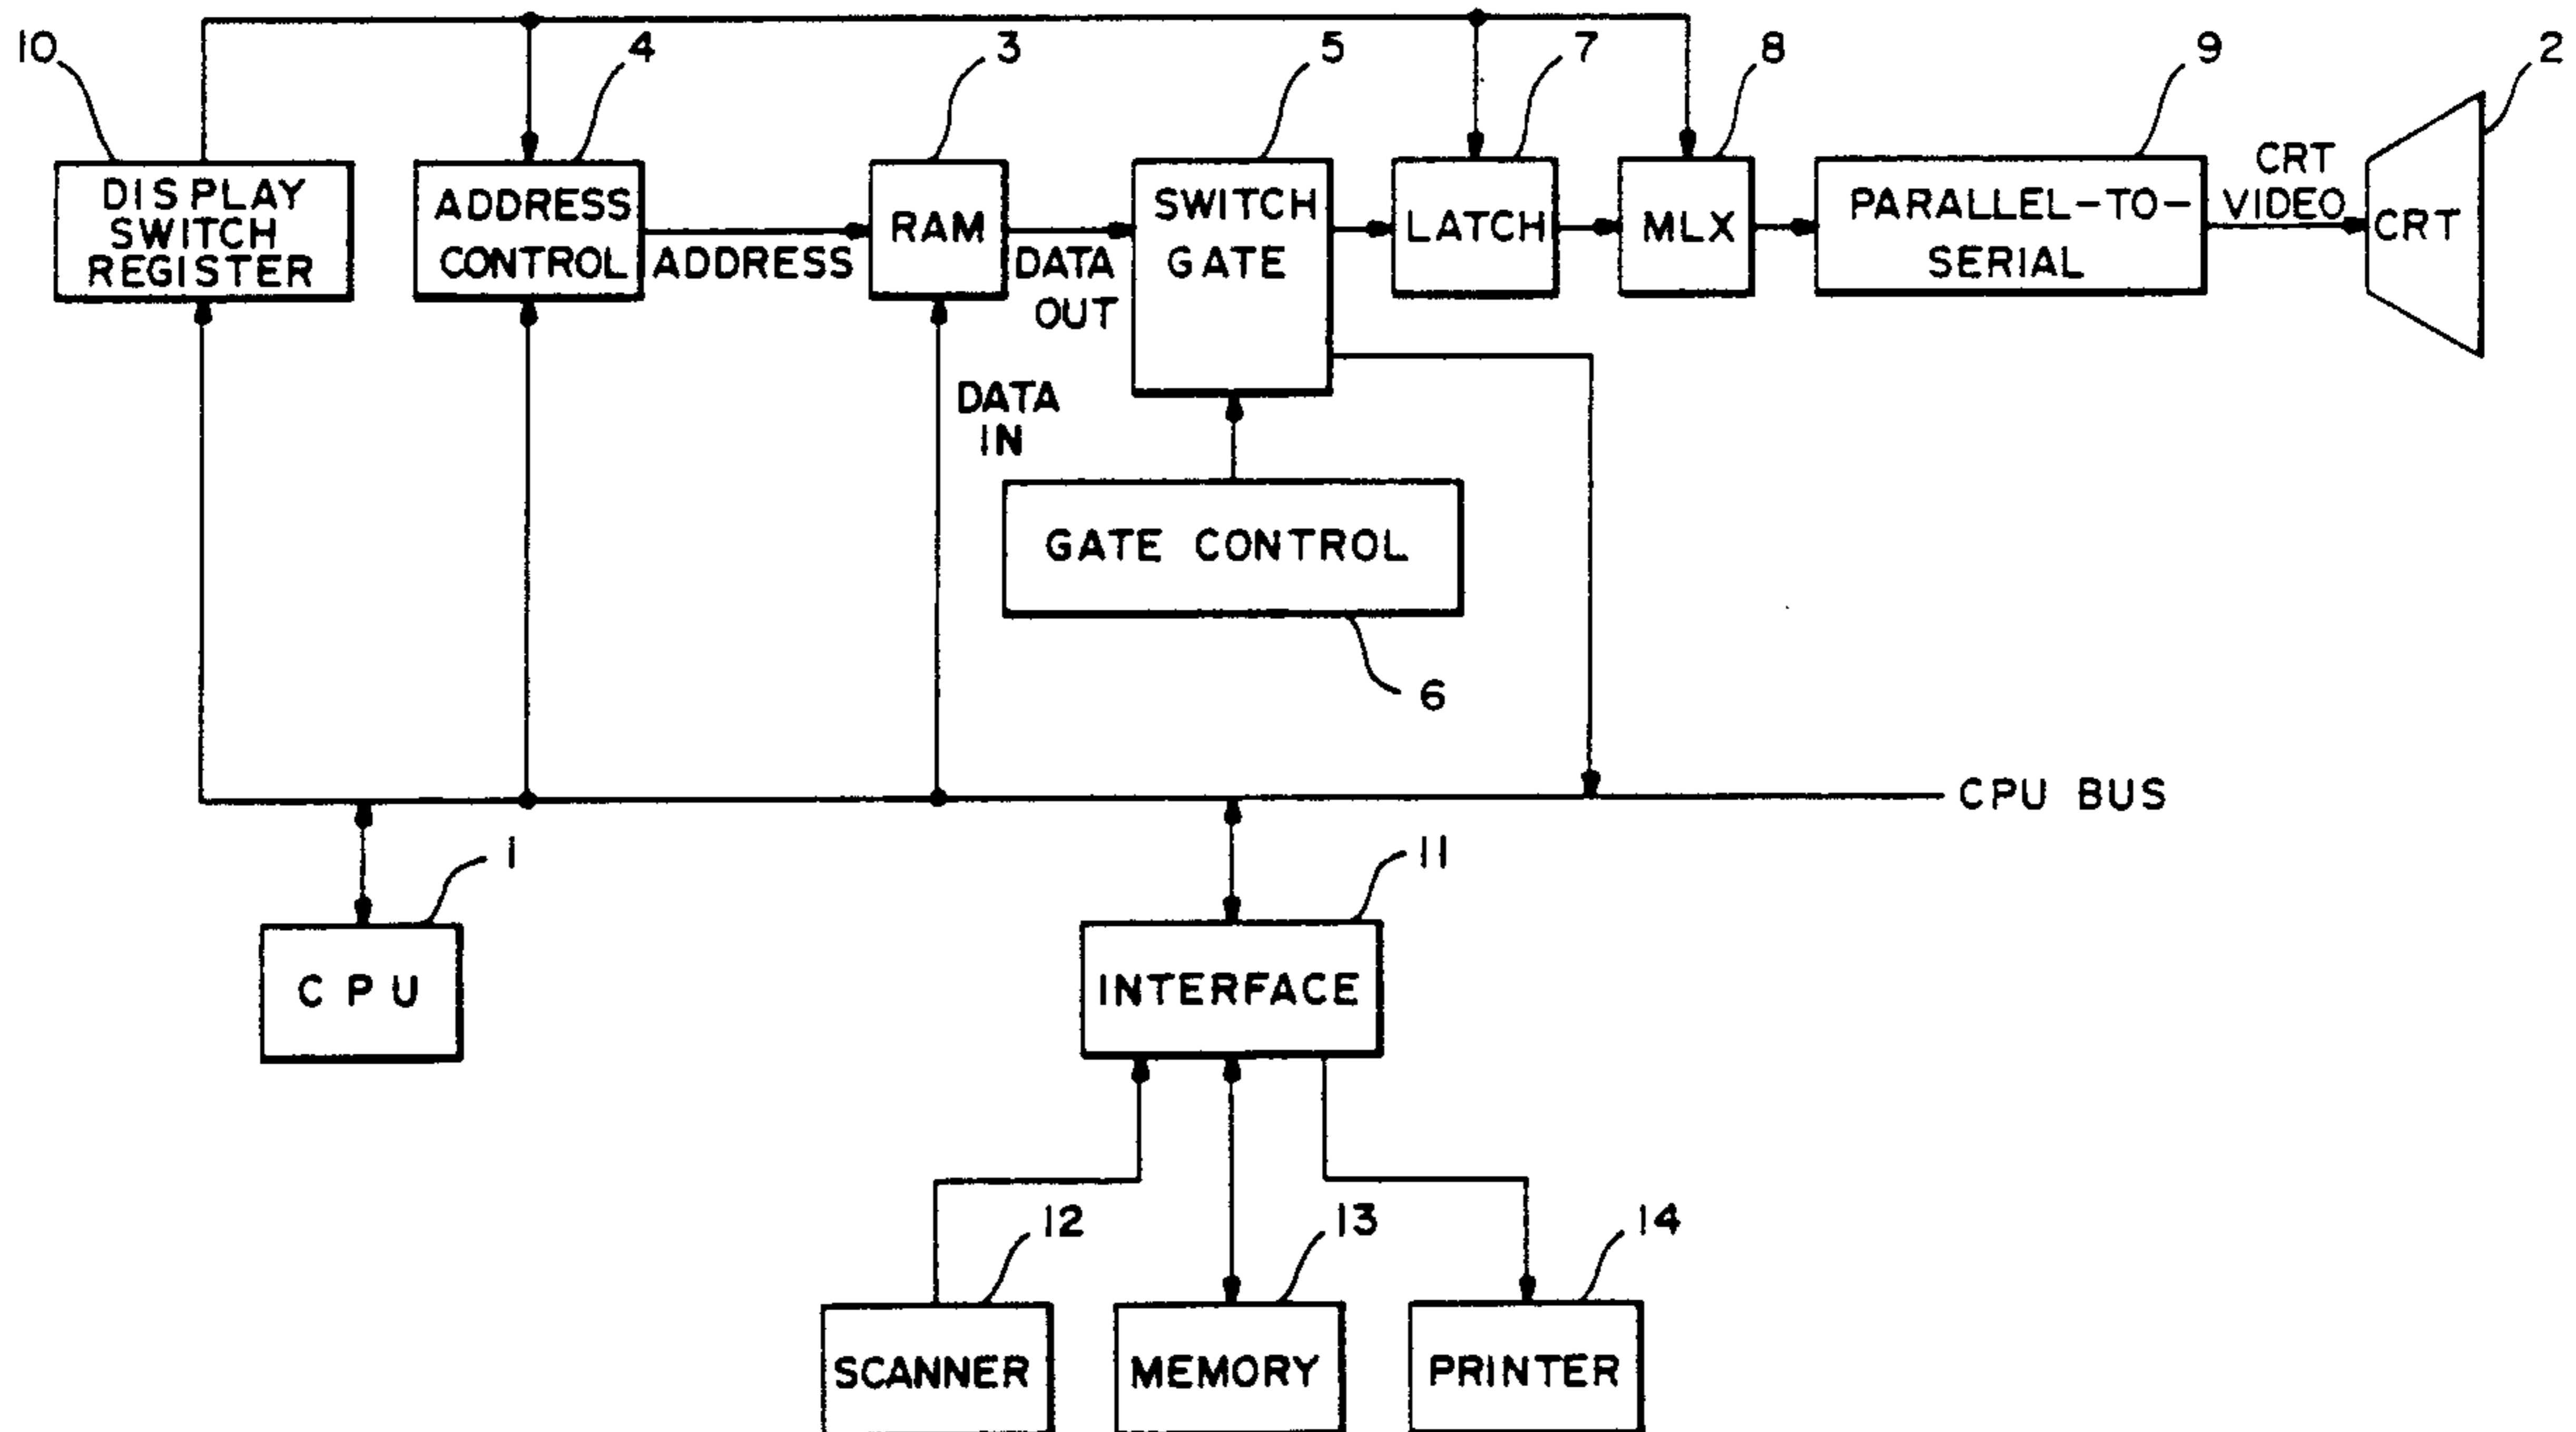 10
4
3
5
7
8
9
2
DISPLAY
SWITCH
REGISTER
ADDRESS
CONTROL
ADDRESS
RAM
DATA
OUT
SWITCH
GATE
LATCH
MLX
PARALLEL-TO-
SERIAL
CRT
VIDEO
CRT
DATA
IN
GATE CONTROL
6
CPU BUS
1
11
CPU
INTERFACE
12
13
14
SCANNER
MEMORY
PRINTER